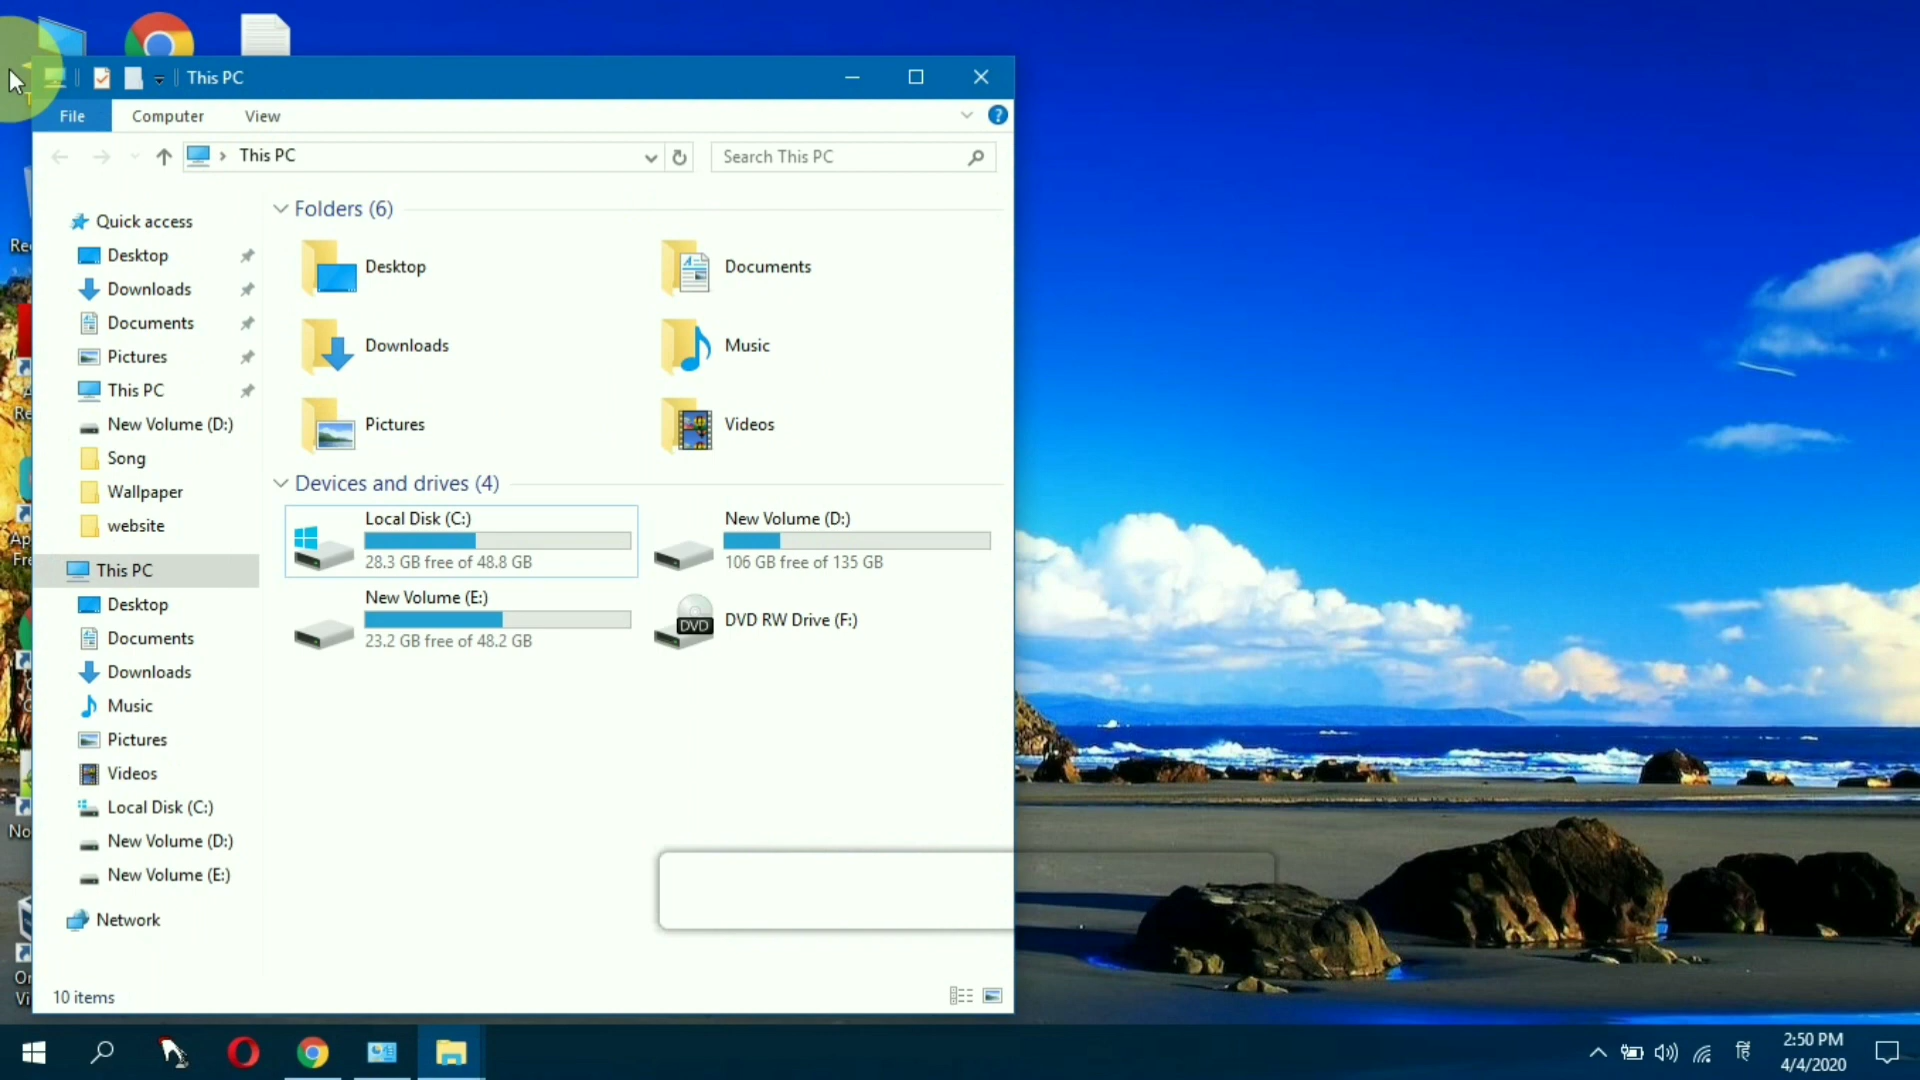 This PC
File
Computer
View
This PC
Search This PC
Quick access
Desktop
Downloads
Documents
Pictures
This PC
New Volume (D:)
Song
Wallpaper
website
This PC
Desktop
Documents
Downloads
Music
Pictures
Videos
Local Disk (C:)
New Volume (D:)
New Volume (E:)
Network
Folders (6)
Desktop
Documents
Downloads
Music
Pictures
Videos
Devices and drives (4)
Local Disk (C:)
28.3 GB free of 48.8 GB
New Volume (D:)
106 GB free of 135 GB
New Volume (E:)
23.2 GB free of 48.2 GB
DVD
DVD RW Drive (F:)
10 items
हिं
2:50 PM
4/4/2020